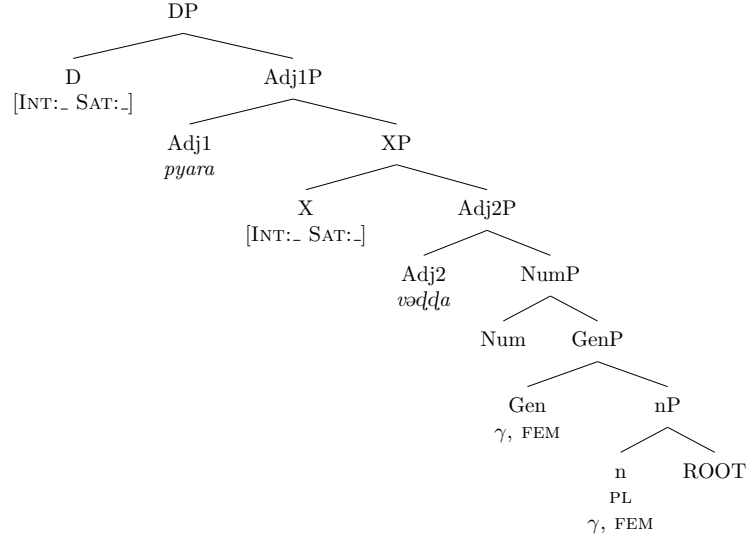 DP
D
[INT:_ SAT:_]
Adj1P
Adj1
pyara
XP
X
[INT:_ SAT:_]
Adj2P
Adj2
vəḍḍa
NumP
Num
GenP
Gen
γ, FEM
nP
n
PL
γ, FEM
ROOT